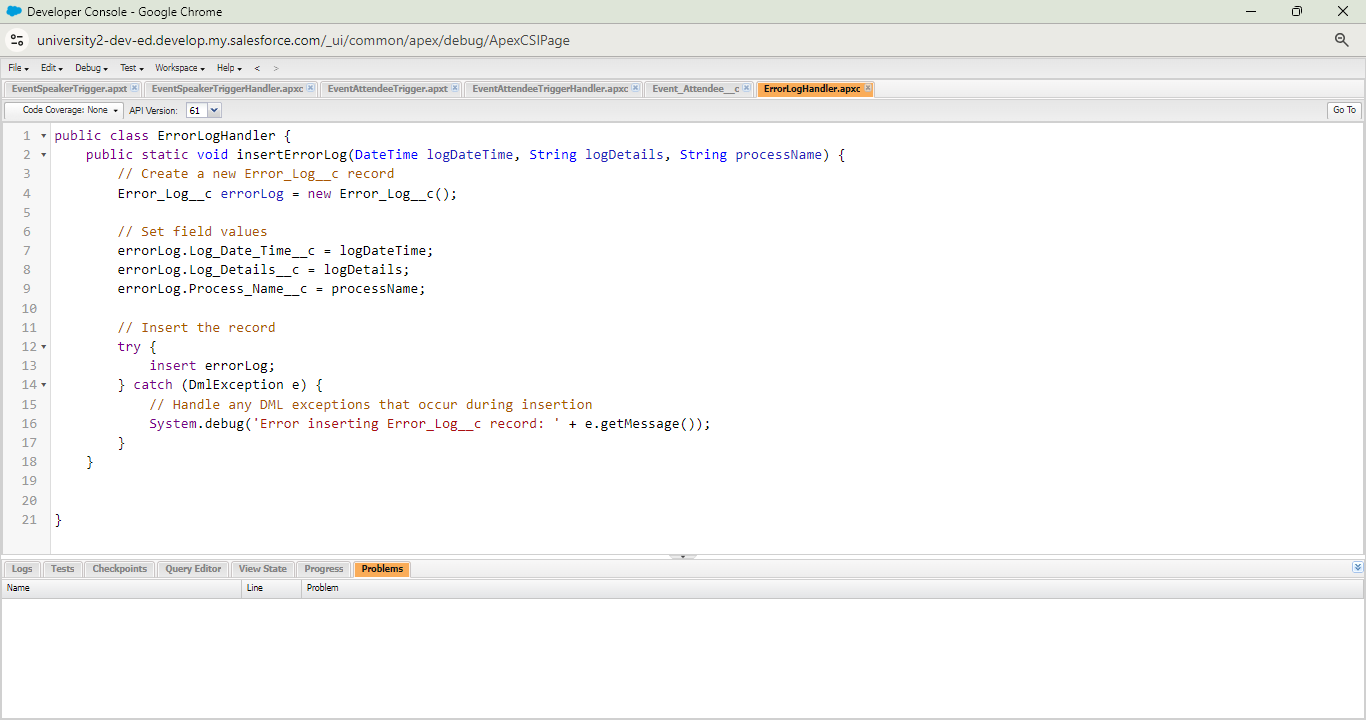 Developer Console - Google Chrome
university2-dev-ed.develop.my.salesforce.com/_ui/common/apex/debug/ApexCSIPage
File Edit Debug Test Workspace Help < >
EventSpeakerTrigger.apxt EventSpeakerTriggerHandler.apxc EventAttendeeTrigger.apxt EventAttendeeTriggerHandler.apxc Event_Attendee__c ErrorLogHandler.apxc
Code Coverage: None API Version: 61 Go To
1 public class ErrorLogHandler {
2 public static void insertErrorLog(DateTime logDateTime, String logDetails, String processName) {
3 // Create a new Error_Log__c record
4 Error_Log__c errorLog = new Error_Log__c();
5
6 // Set field values
7 errorLog.Log_Date_Time__c = logDateTime;
8 errorLog.Log_Details__c = logDetails;
9 errorLog.Process_Name__c = processName;
10
11 // Insert the record
12 try {
13 insert errorLog;
14 } catch (DmlException e) {
15 // Handle any DML exceptions that occur during insertion
16 System.debug('Error inserting Error_Log__c record: ' + e.getMessage());
17 }
18 }
19
20
21 }
Logs Tests Checkpoints Query Editor View State Progress Problems
Name Line Problem